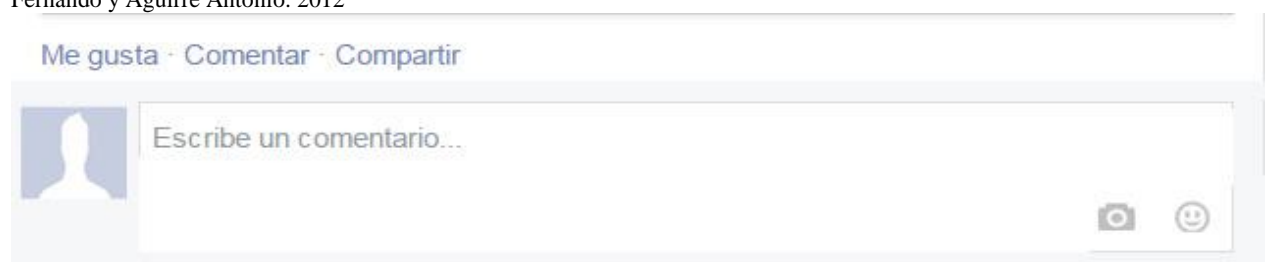 Fernando y Aguirre Antonio. 2012
Me gusta · Comentar · Compartir
Escribe un comentario...